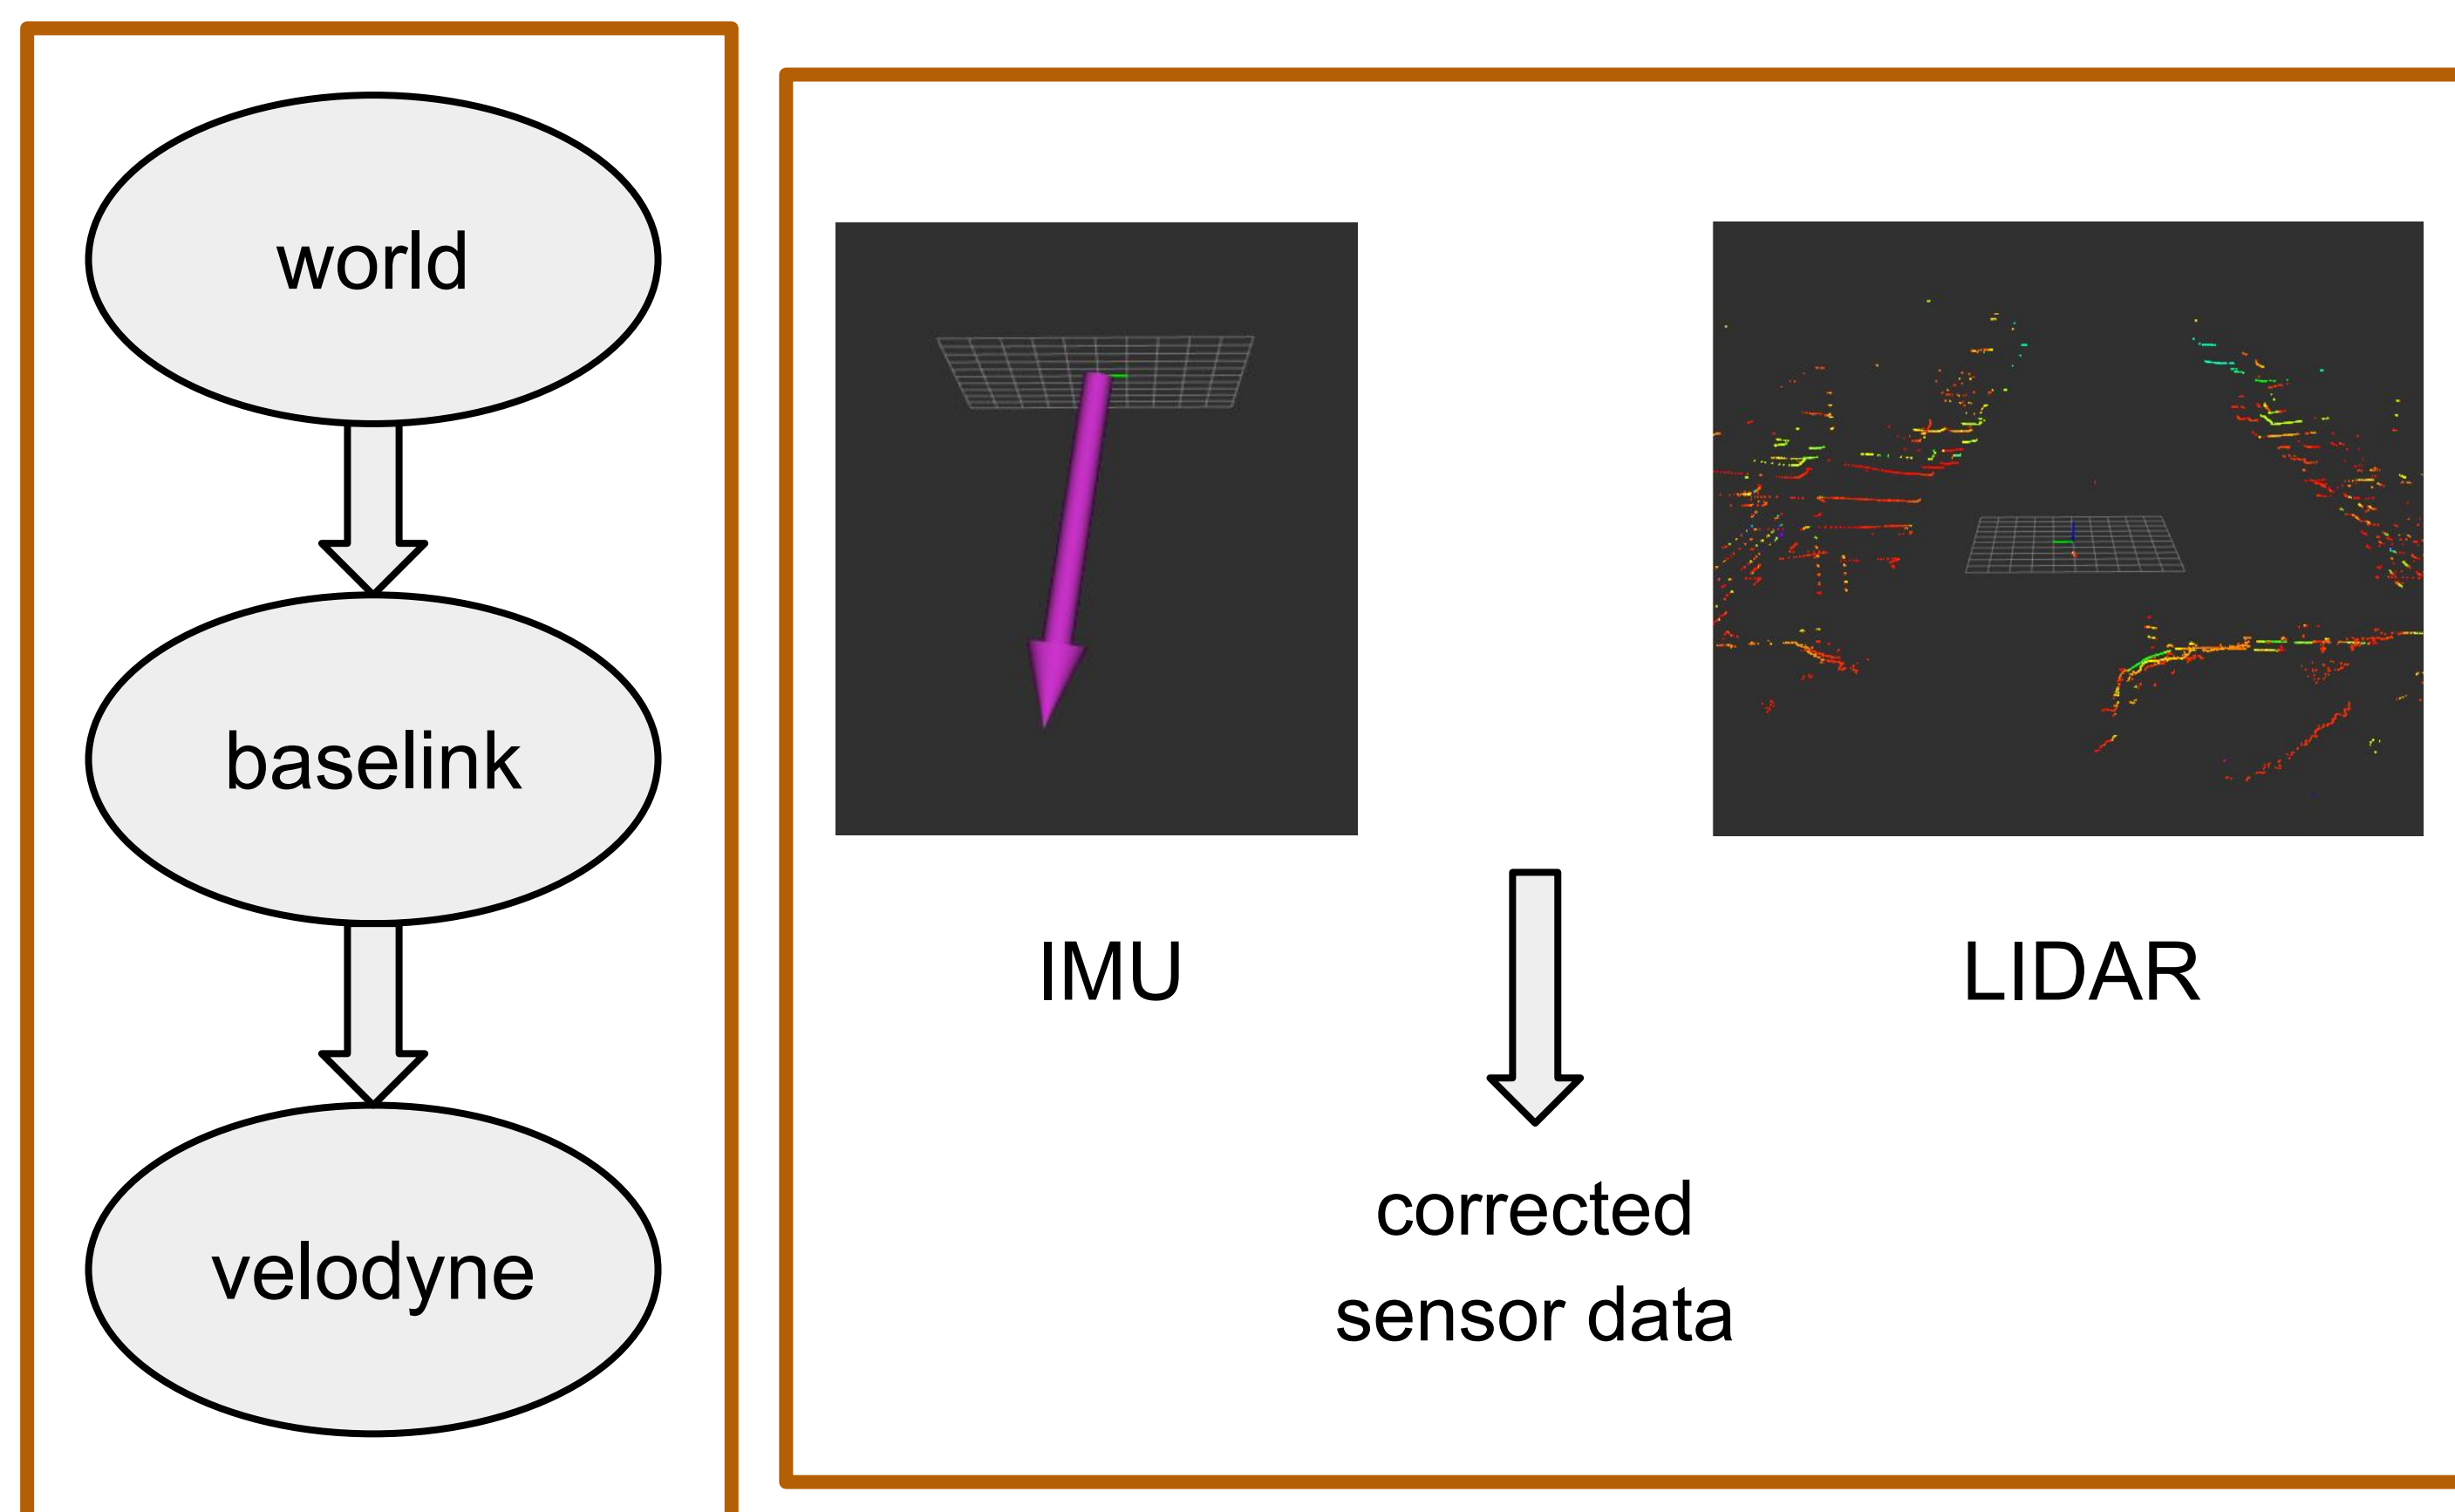 world
baselink
velodyne
IMU
LIDAR
corrected
sensor data